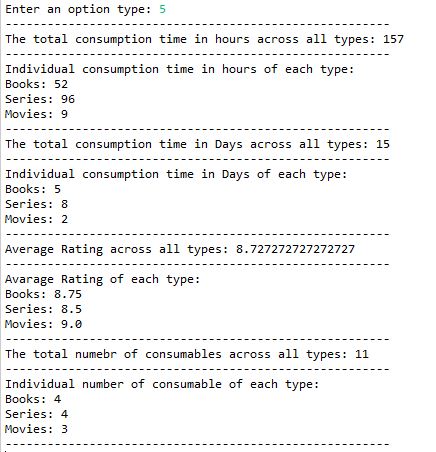 Enter an option type: 5
-------------------------------------------------------
The total consumption time in hours across all types: 157
-------------------------------------------------------
Individual consumption time in hours of each type:
Books: 52
Series: 96
Movies: 9
-------------------------------------------------------
The total consumption time in Days across all types: 15
-------------------------------------------------------
Individual consumption time in Days of each type:
Books: 5
Series: 8
Movies: 2
-------------------------------------------------------
Average Rating across all types: 8.727272727272727
-------------------------------------------------------
Avarage Rating of each type:
Books: 8.75
Series: 8.5
Movies: 9.0
-------------------------------------------------------
The total numebr of consumables across all types: 11
-------------------------------------------------------
Individual number of consumable of each type:
Books: 4
Series: 4
Movies: 3
-------------------------------------------------------